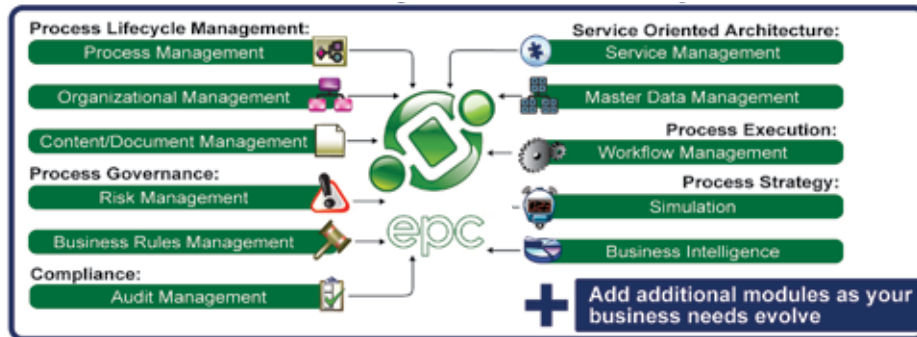 Process Lifecycle Management:
Process Management
Organizational Management
Content/Document Management
Process Governance:
Risk Management
Business Rules Management
Compliance:
Audit Management
epc
Service Oriented Architecture:
Service Management
Master Data Management
Process Execution:
Workflow Management
Process Strategy:
Simulation
Business Intelligence
Add additional modules as your
business needs evolve